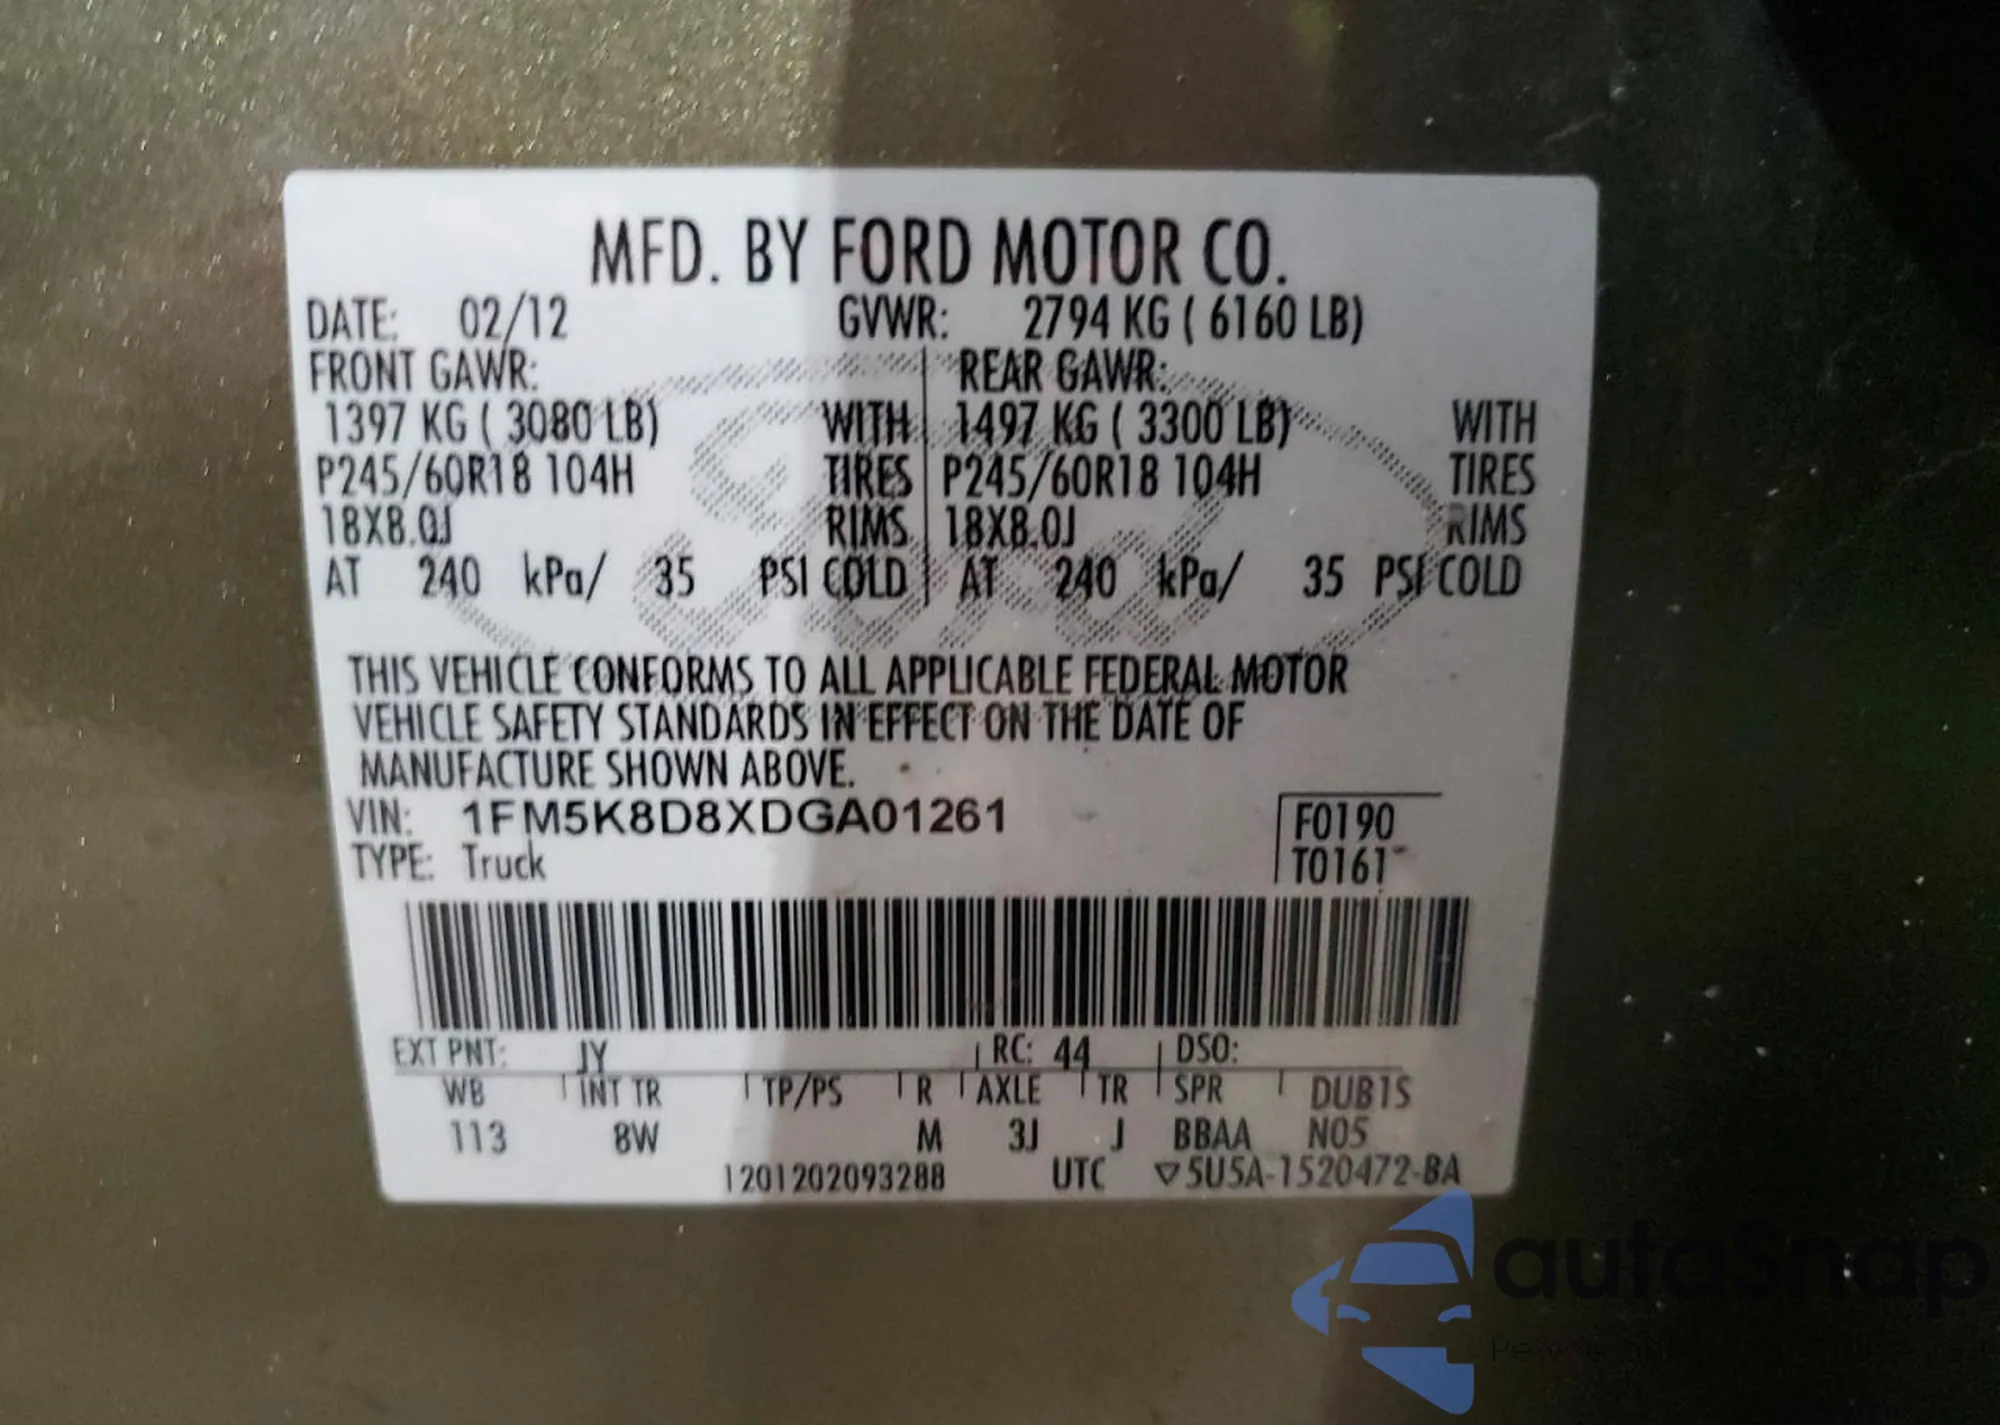 MFD. BY FORD MOTOR CO.
DATE: 02/12 GVWR: 2794 KG ( 6160 LB)
FRONT GAWR: REAR GAWR:
1397 KG ( 3080 LB) WITH 1497 KG ( 3300 LB) WITH
P245/60R18 104H TIRES P245/60R18 104H TIRES
18X8.0J RIMS 18X8.0J RIMS
AT 240 kPa/ 35 PSI COLD AT 240 kPa/ 35 PSI COLD
THIS VEHICLE CONFORMS TO ALL APPLICABLE FEDERAL MOTOR
VEHICLE SAFETY STANDARDS IN EFFECT ON THE DATE OF
MANUFACTURE SHOWN ABOVE.
VIN: 1FM5K8D8XDGA01261 F0190
TYPE: Truck T0161
EXT PNT: JY RC: 44 DSO:
WB INT TR TP/PS R AXLE TR SPR DUB1S
113 8W M 3J J BBAA N05
1201202093288 UTC ▽5U5A-1520472-BA
autoSnap